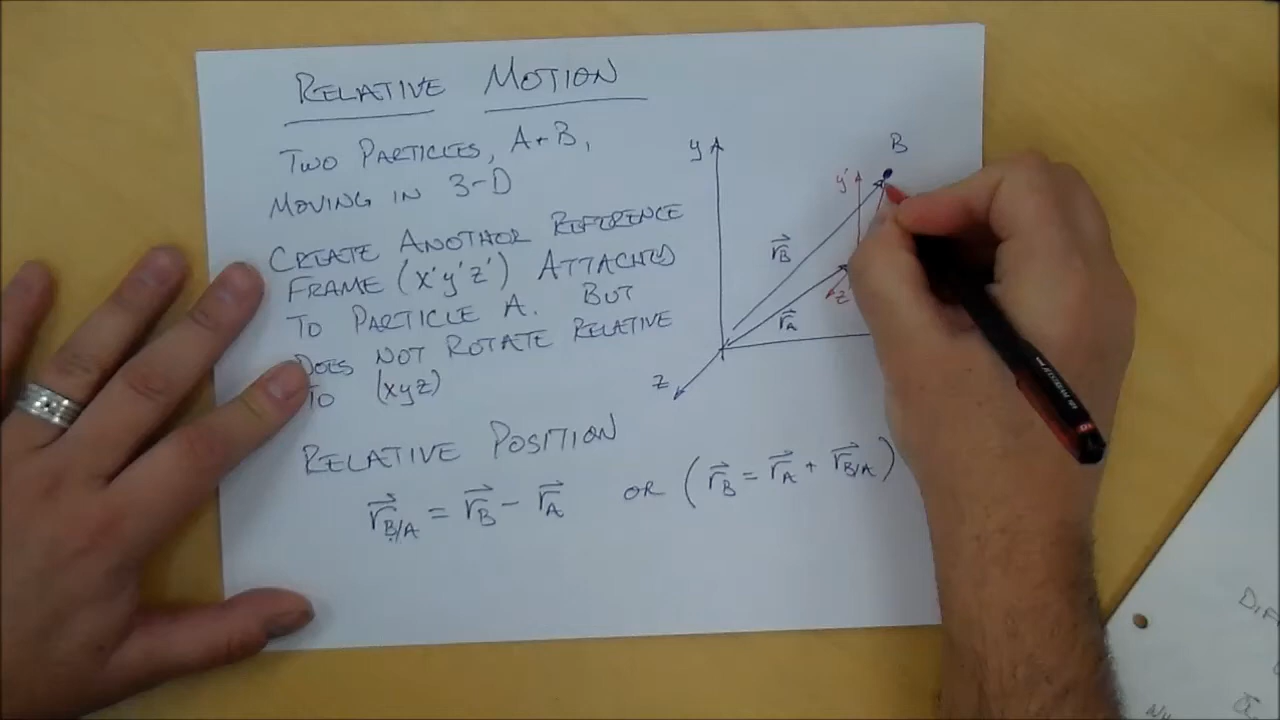 RELATIVE MOTION
TWO PARTICLES, A + B,
MOVING IN 3-D
CREATE ANOTHOR REFERENCE
FRAME (x'y'z') ATTACHED
TO PARTICLE A. BUT
DOES NOT ROTATE RELATIVE
TO (xyz)
RELATIVE POSITION
r⃗B/A = r⃗B - r⃗A OR (r⃗B = r⃗A + r⃗B/A)
y
B
y'
r⃗B
z'
r⃗A
z